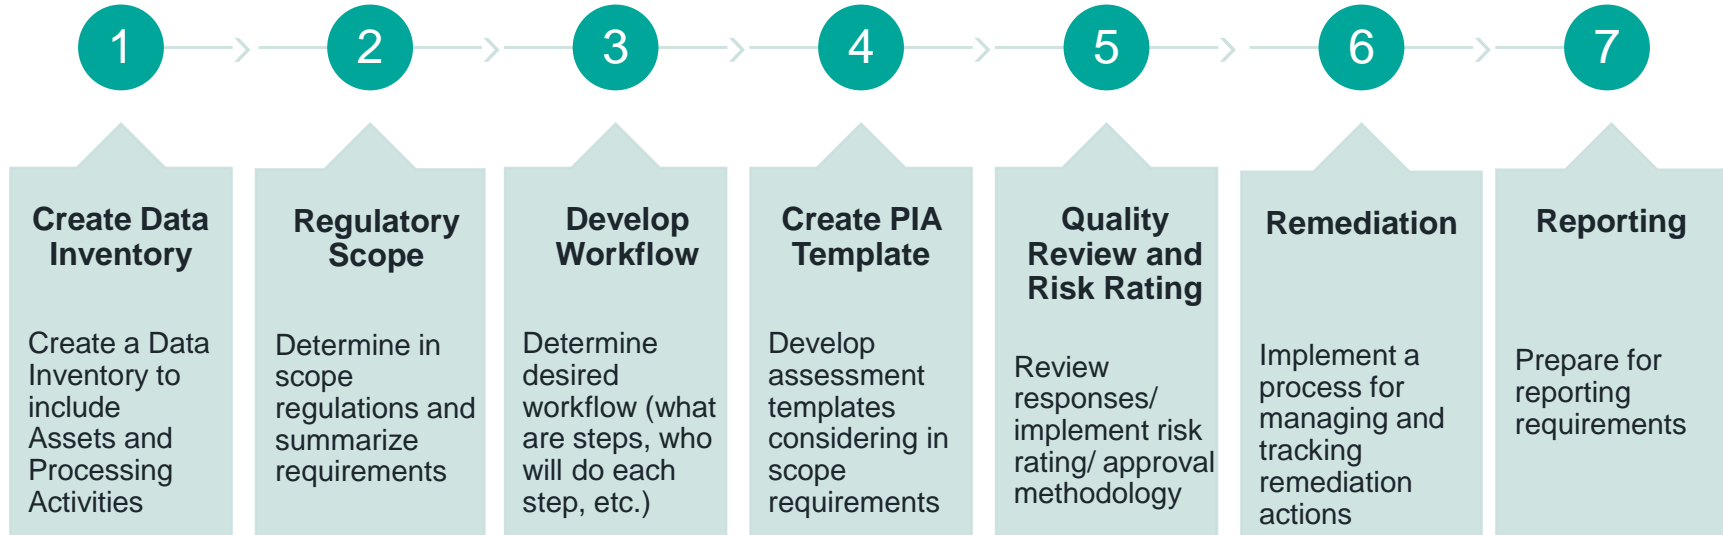 1
2
3
4
5
6
7
Create Data
Inventory
Create a Data
Inventory to
include
Assets and
Processing
Activities
Regulatory
Scope
Determine in
scope
regulations and
summarize
requirements
Develop
Workflow
Determine
desired
workflow (what
are steps, who
will do each
step, etc.)
Create PIA
Template
Develop
assessment
templates
considering in
scope
requirements
Quality
Review and
Risk Rating
Review
responses/
implement risk
rating/ approval
methodology
Remediation
Implement a
process for
managing and
tracking
remediation
actions
Reporting
Prepare for
reporting
requirements